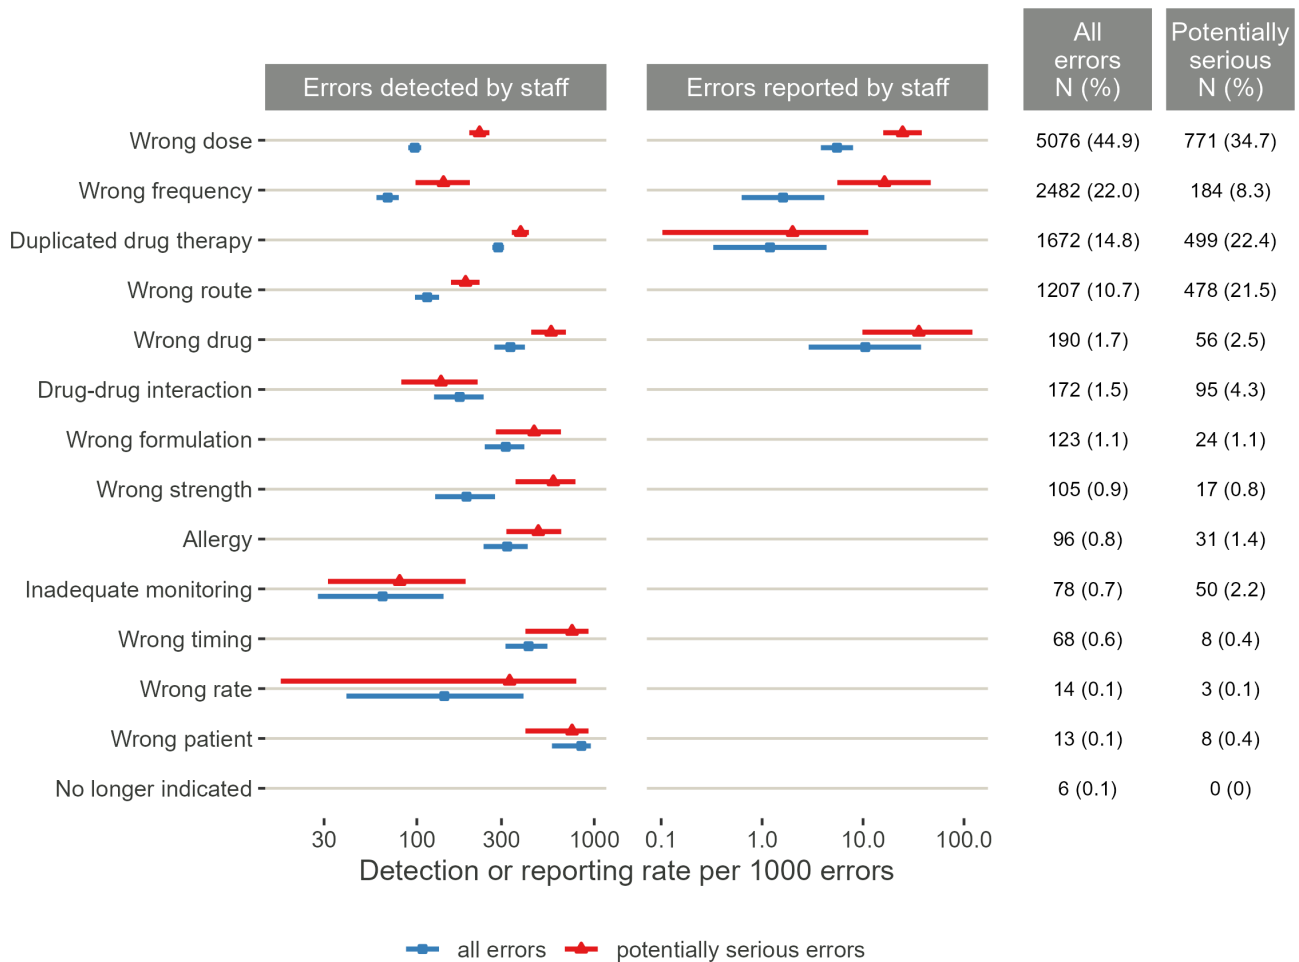 All
errors
N (%)
Potentially
serious
N (%)
Errors detected by staff
Errors reported by staff
Wrong dose
5076 (44.9)
771 (34.7)
Wrong frequency
2482 (22.0)
184 (8.3)
Duplicated drug therapy
1672 (14.8)
499 (22.4)
Wrong route
1207 (10.7)
478 (21.5)
Wrong drug
190 (1.7)
56 (2.5)
Drug-drug interaction
172 (1.5)
95 (4.3)
Wrong formulation
123 (1.1)
24 (1.1)
Wrong strength
105 (0.9)
17 (0.8)
Allergy
96 (0.8)
31 (1.4)
Inadequate monitoring
78 (0.7)
50 (2.2)
Wrong timing
68 (0.6)
8 (0.4)
Wrong rate
14 (0.1)
3 (0.1)
Wrong patient
13 (0.1)
8 (0.4)
No longer indicated
6 (0.1)
0 (0)
30 100 300 1000
0.1 1.0 10.0 100.0
Detection or reporting rate per 1000 errors
all errors
potentially serious errors